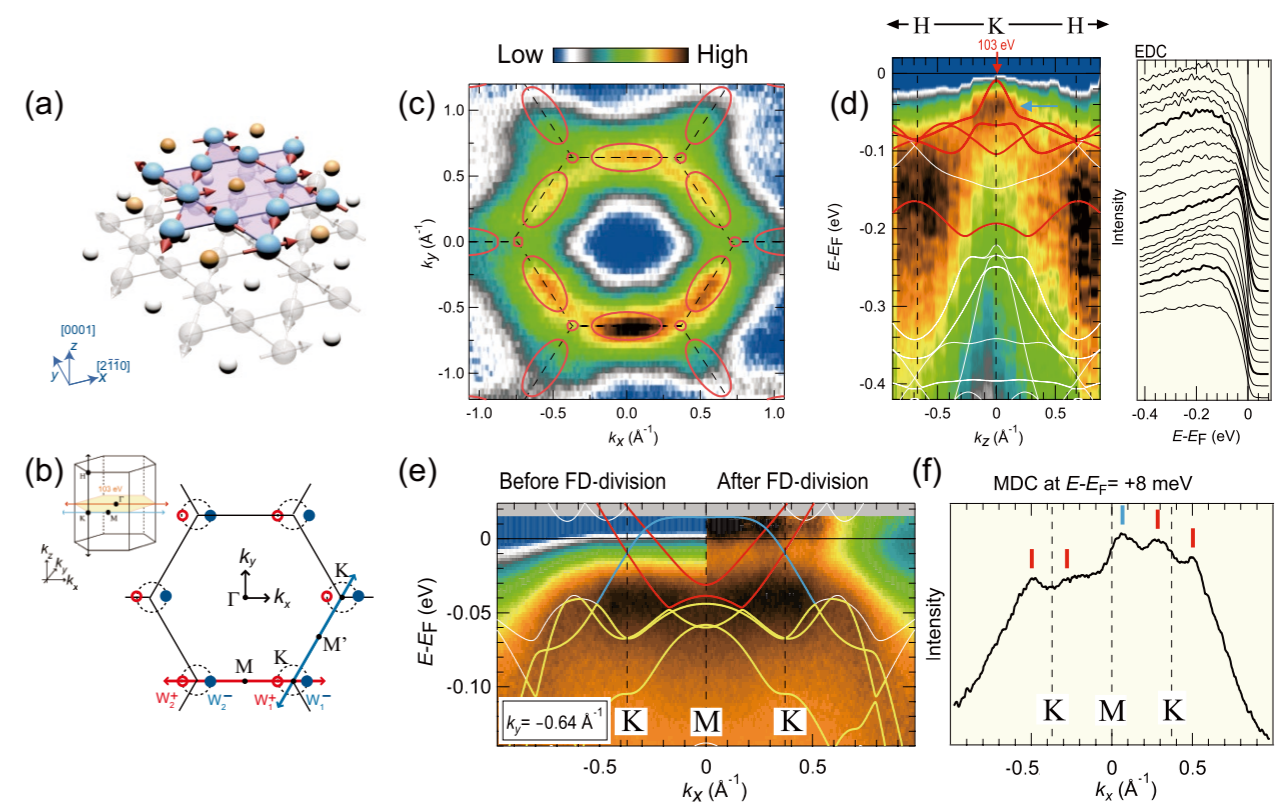 (a)
[0001]
z
[2̄1̄1̄0]
y
x
Low
High
(c)
1.0
0.5
0.0
-0.5
-1.0
ky(Å-1)
-1.0
-0.5
0.0
0.5
1.0
kx (Å-1)
H
K
H
103 eV
(d)
0
-0.1
-0.2
-0.3
-0.4
E-EF (eV)
-0.5
0
0.5
kz (Å-1)
EDC
Intensity
-0.4
-0.2
0
E-EF (eV)
(b)
H
103 eV
Γ
K
M
kz
ky
kx
ky
Γ
kx
K
M'
M
K
W2+
W2−
W1+
W1−
(e)
Before FD-division
After FD-division
0
-0.05
-0.10
E-EF (eV)
ky= −0.64 Å-1
K
M
K
-0.5
0
0.5
kx (Å-1)
(f)
MDC at E-EF= +8 meV
Intensity
K
M
K
-0.5
0
0.5
kx (Å-1)